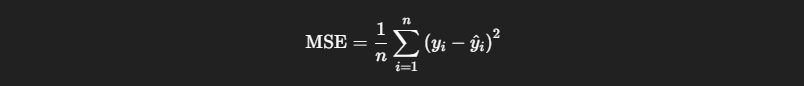 MSE = \frac{1}{n} \sum_{i=1}^{n} (y_i - \hat{y}_i)^2